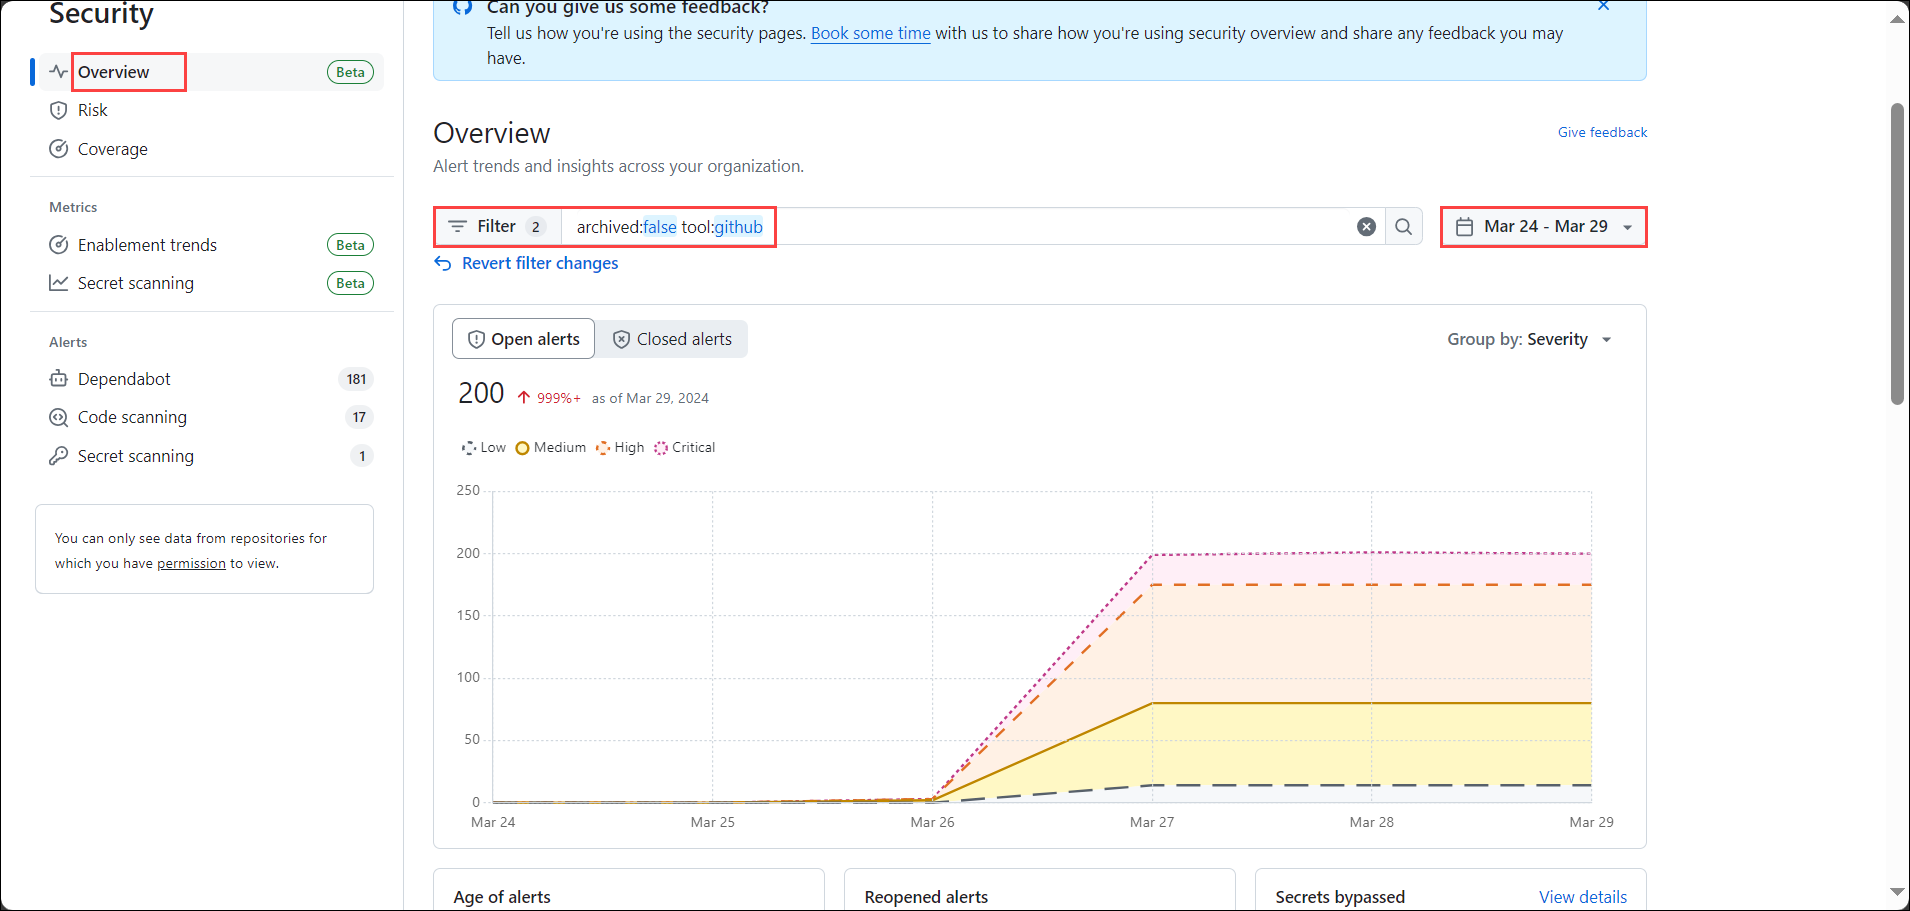 Security
Overview
Beta
Risk
Coverage
Metrics
Enablement trends
Beta
Secret scanning
Beta
Alerts
Dependabot
181
Code scanning
17
Secret scanning
1
You can only see data from repositories for
which you have permission to view.
Can you give us some feedback?
Tell us how you're using the security pages. Book some time with us to share how you're using security overview and share any feedback you may
have.
Overview
Give feedback
Alert trends and insights across your organization.
Filter 2 archived:false tool:github
Mar 24 - Mar 29
Revert filter changes
Open alerts
Closed alerts
Group by: Severity
200 999%+ as of Mar 29, 2024
Low Medium High Critical
250
200
150
100
50
0
Mar 24 Mar 25 Mar 26 Mar 27 Mar 28 Mar 29
Age of alerts
Reopened alerts
Secrets bypassed
View details